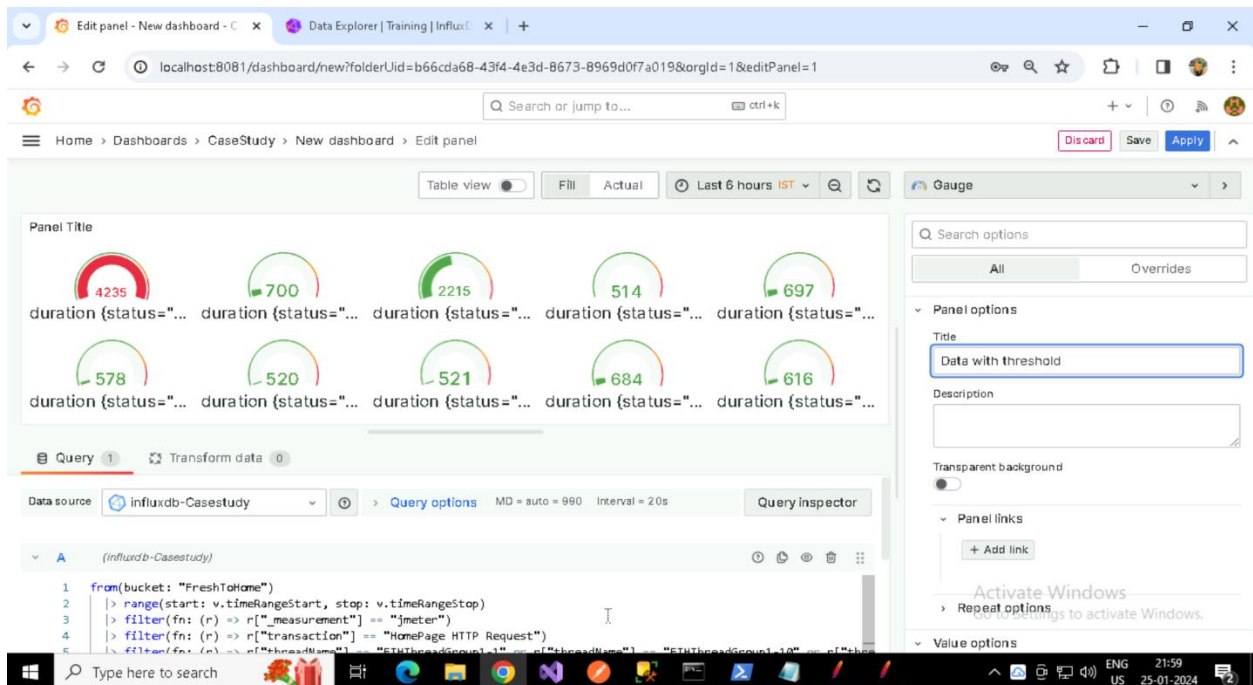 Edit panel - New dashboard - C
Data Explorer | Training | InfluxD
localhost:8081/dashboard/new?folderUid=b66cda68-43f4-4e3d-8673-8969d0f7a019&orgId=1&editPanel=1
Search or jump to... ctrl+k
Home > Dashboards > CaseStudy > New dashboard > Edit panel
Discard Save Apply
Table view Fill Actual Last 6 hours IST
Gauge
Panel Title
Search options
All Overrides
4235 700 2215 514 697
duration {status="... duration {status="... duration {status="... duration {status="... duration {status="...
578 520 521 684 616
duration {status="... duration {status="... duration {status="... duration {status="... duration {status="...
Panel options
Title
Data with threshold
Description
Transparent background
Panel links
+ Add link
Repeat options
Value options
Query 1 Transform data 0
Data source influxdb-Casestudy Query options MD = auto = 990 Interval = 20s Query inspector
A (influxdb-Casestudy)
1 from(bucket: "FreshToHome")
2 |> range(start: v.timeRangeStart, stop: v.timeRangeStop)
3 |> filter(fn: (r) => r["_measurement"] == "jmeter")
4 |> filter(fn: (r) => r["transaction"] == "HomePage HTTP Request")
Activate Windows
Go to Settings to activate Windows.
Type here to search
ENG
US
21:59
25-01-2024
2